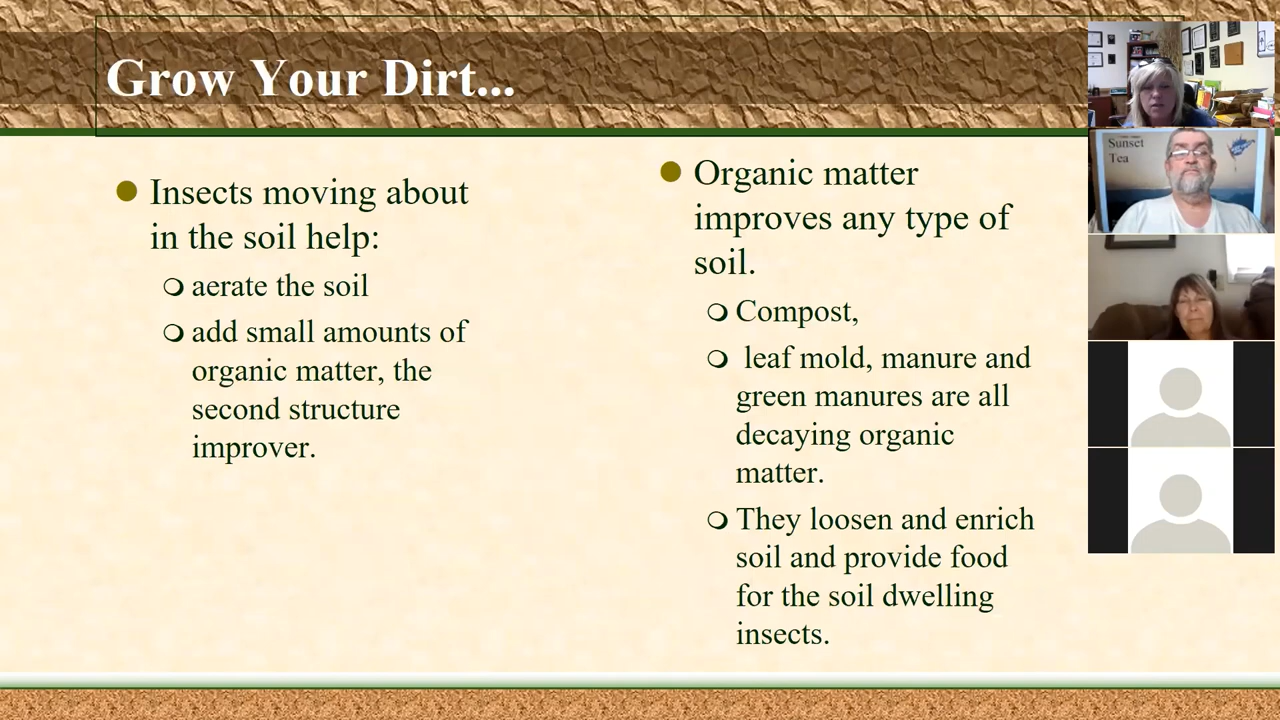 Grow Your Dirt...
Insects moving about
in the soil help:
aerate the soil
add small amounts of
organic matter, the
second structure
improver.
Organic matter
improves any type of
soil.
Compost,
leaf mold, manure and
green manures are all
decaying organic
matter.
They loosen and enrich
soil and provide food
for the soil dwelling
insects.
Sunset
Tea